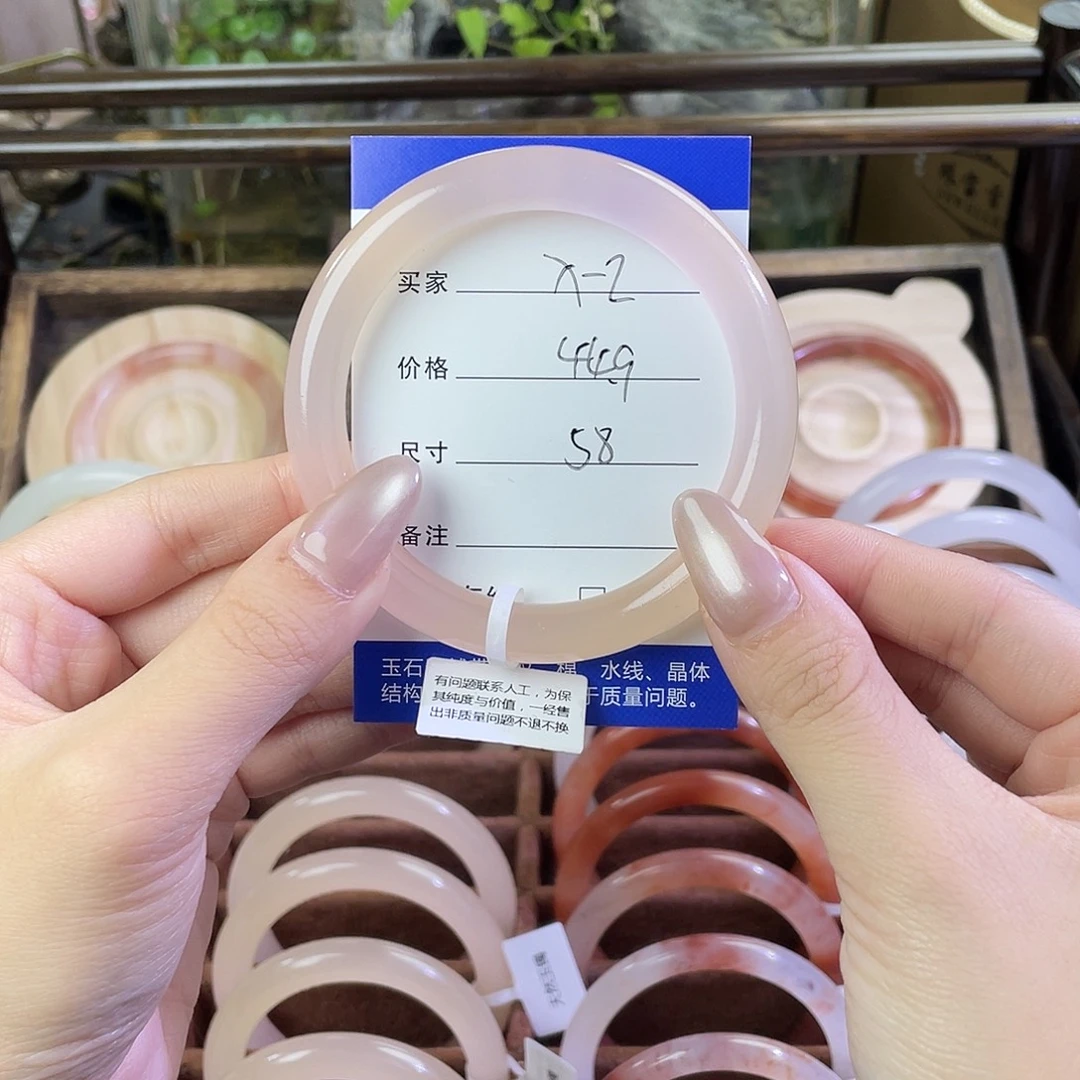 买家 X-2
价格 449
尺寸 58
备注
玉石 棉、水线、晶体
结构 于质量问题。
有问题联系人工，为保
其纯度与价值，一经售
出非质量问题不退不换